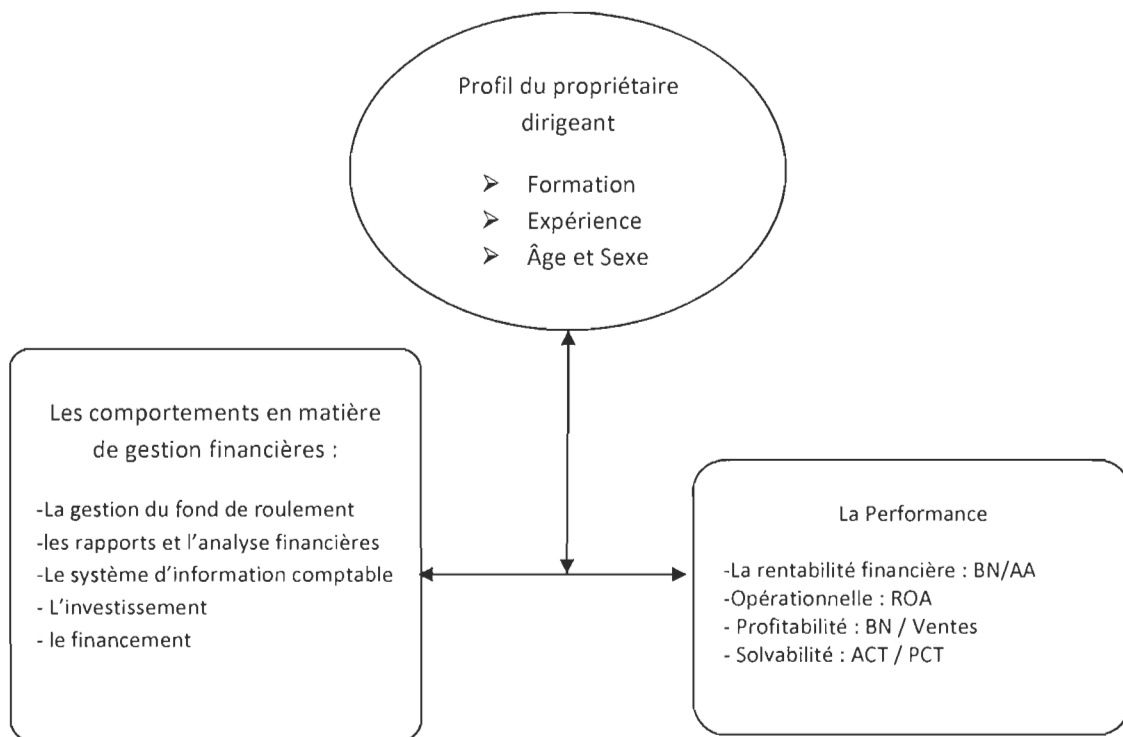 Profil du propriétaire
dirigeant
➢ Formation
➢ Expérience
➢ Âge et Sexe
Les comportements en matière
de gestion financières :
-La gestion du fond de roulement
-les rapports et l'analyse financières
-Le système d'information comptable
- L'investissement
- le financement
La Performance
-La rentabilité financière : BN/AA
-Opérationnelle : ROA
- Profitabilité : BN / Ventes
- Solvabilité : ACT / PCT